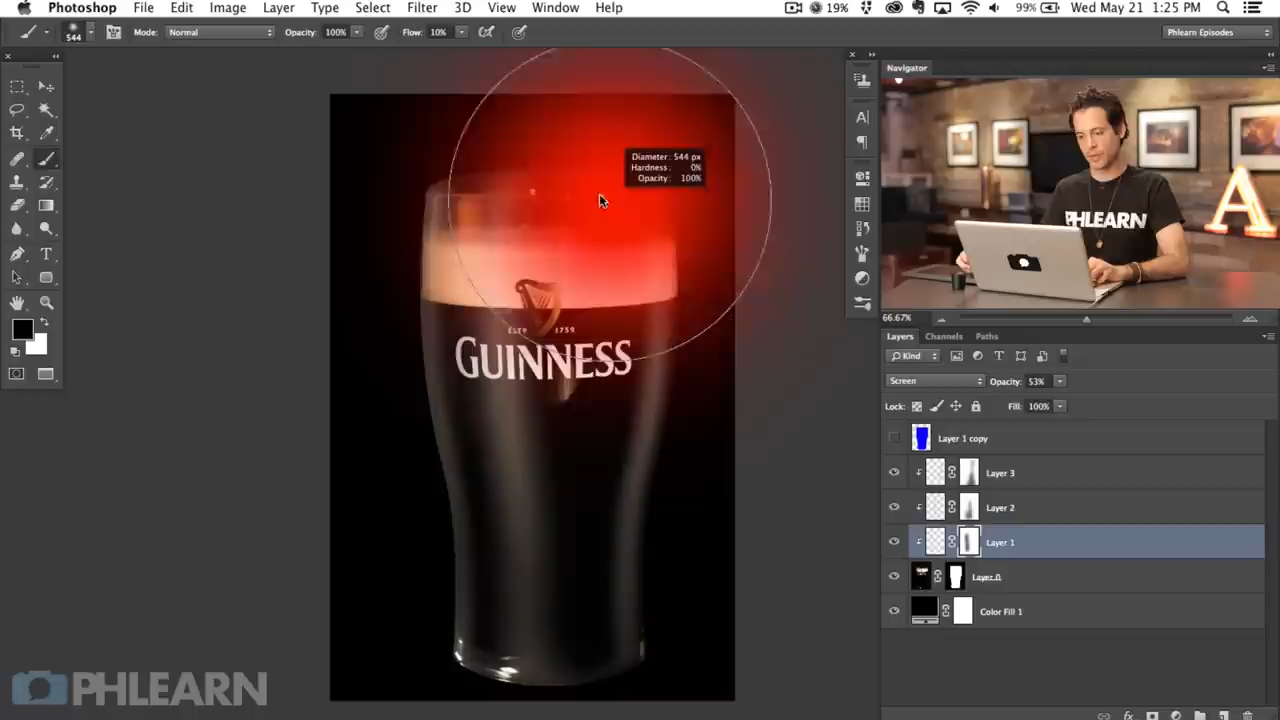 Photoshop File Edit Image Layer Type Select Filter 3D View Window Help 19% 99% Wed May 21 1:25 PM
544 Mode: Normal Opacity: 100% Flow: 10% Phlearn Episodes
Navigator
Diameter: 544 px
Hardness: 0%
Opacity: 100%
PHLEARN
A
ESTD 1759
GUINNESS
66.67%
Layers Channels Paths
Kind
Screen Opacity: 53%
Lock: Fill: 100%
Layer 1 copy
Layer 3
Layer 2
Layer 1
Layer 0
Color Fill 1
PHLEARN